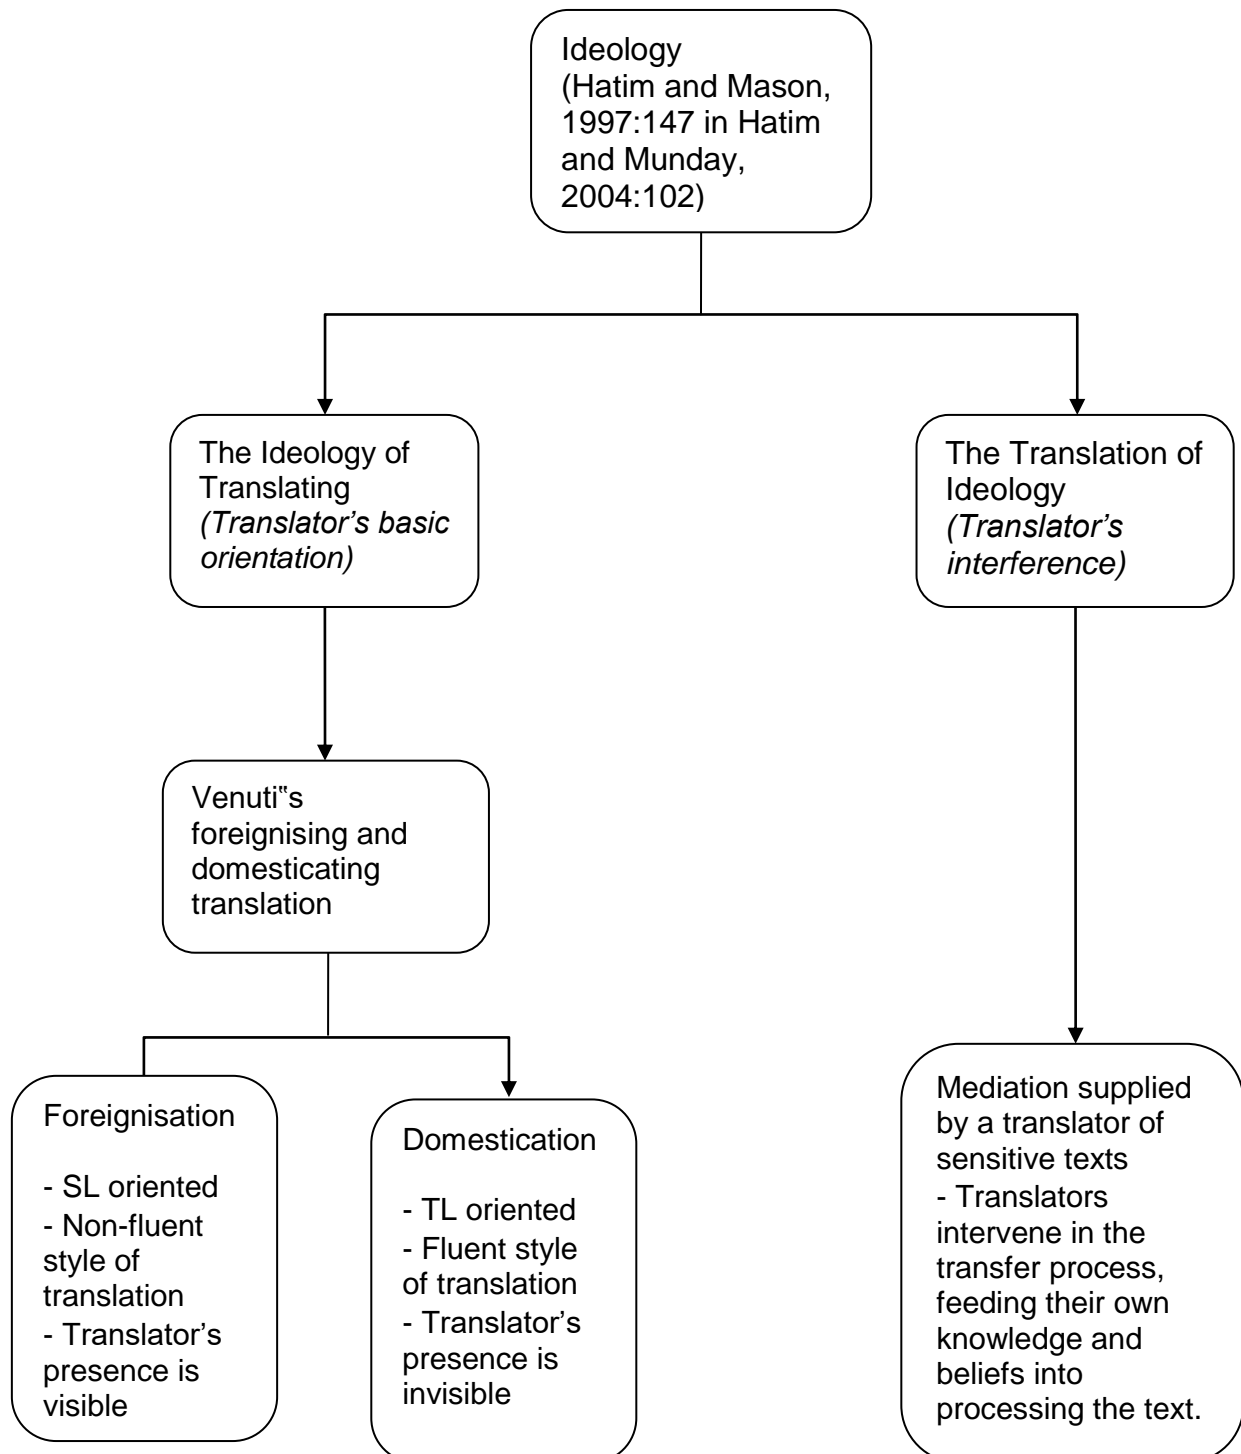 Ideology
(Hatim and Mason,
1997:147 in Hatim
and Munday,
2004:102)
The Ideology of
Translating
(Translator’s basic
orientation)
The Translation of
Ideology
(Translator’s
interference)
Venuti‟s
foreignising and
domesticating
translation
Foreignisation
- SL oriented
- Non-fluent
style of
translation
- Translator’s
presence is
visible
Domestication
- TL oriented
- Fluent style
of translation
- Translator’s
presence is
invisible
Mediation supplied
by a translator of
sensitive texts
- Translators
intervene in the
transfer process,
feeding their own
knowledge and
beliefs into
processing the text.